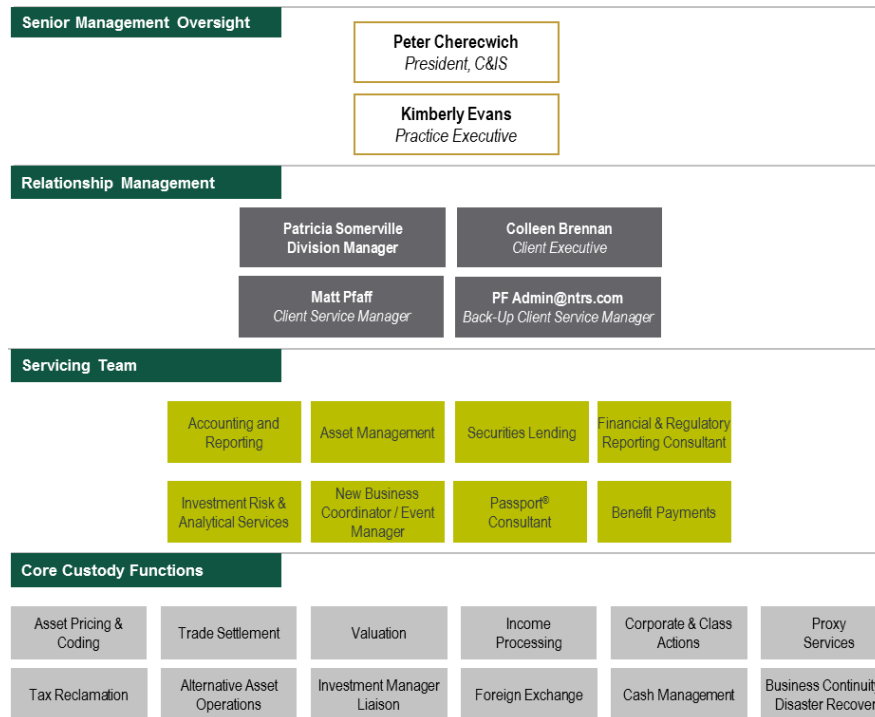 Senior Management Oversight
Peter Cherecwich
President, C&IS
Kimberly Evans
Practice Executive
Relationship Management
Patricia Somerville
Division Manager
Colleen Brennan
Client Executive
Matt Pfaff
Client Service Manager
PF Admin@ntrs.com
Back-Up Client Service Manager
Servicing Team
Accounting and
Reporting
Asset Management
Securities Lending
Financial & Regulatory
Reporting Consultant
Investment Risk &
Analytical Services
New Business
Coordinator / Event
Manager
Passport®
Consultant
Benefit Payments
Core Custody Functions
Asset Pricing &
Coding
Trade Settlement
Valuation
Income
Processing
Corporate & Class
Actions
Proxy
Services
Tax Reclamation
Alternative Asset
Operations
Investment Manager
Liaison
Foreign Exchange
Cash Management
Business Continuity
Disaster Recover